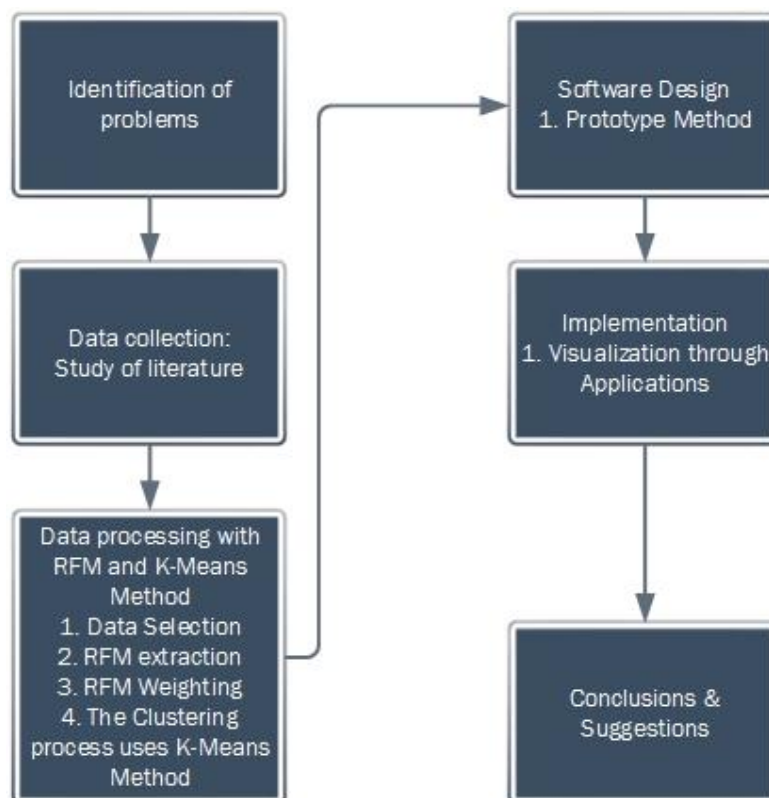 Identification of
problems
Data collection:
Study of literature
Data processing with
RFM and K-Means
Method
1. Data Selection
2. RFM extraction
3. RFM Weighting
4. The Clustering
process uses K-Means
Method
Software Design
1. Prototype Method
Implementation
1. Visualization through
Applications
Conclusions &
Suggestions